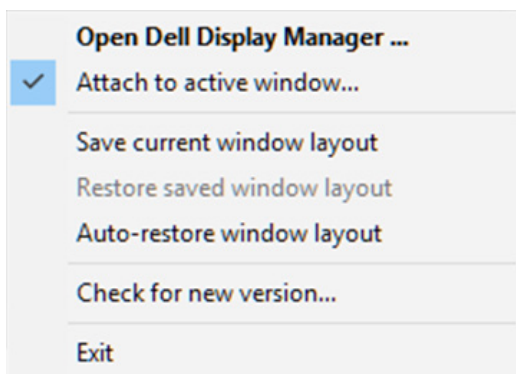 Open Dell Display Manager ...
Attach to active window...
Save current window layout
Restore saved window layout
Auto-restore window layout
Check for new version...
Exit